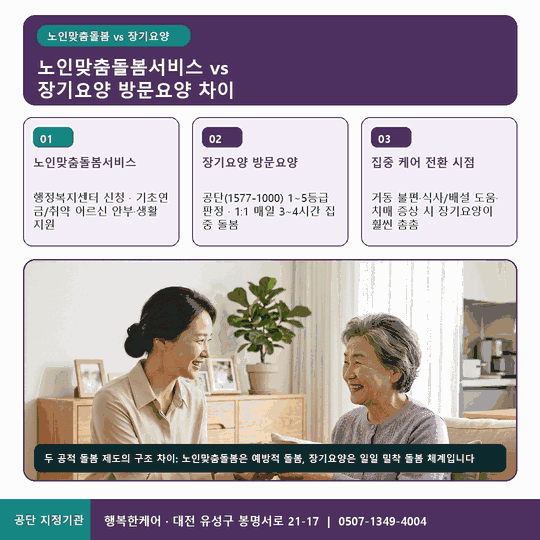 노인맞춤돌봄 vs 장기요양
노인맞춤돌봄서비스 vs
장기요양 방문요양 차이
01
노인맞춤돌봄서비스
행정복지센터 신청 · 기초연
금/취약 어르신 안부·생활
지원
02
장기요양 방문요양
공단(1577-1000) 1~5등급
판정 · 1:1 매일 3~4시간 집
중 돌봄
03
집중 케어 전환 시점
거동 불편·식사/배설 도움·
치매 증상 시 장기요양이
훨씬 촘촘
두 공적 돌봄 제도의 구조 차이: 노인맞춤돌봄은 예방적 돌봄, 장기요양은 일일 밀착 돌봄 체계입니다
공단 지정기관
행복한케어 · 대전 유성구 봉명서로 21-17 | 0507-1349-4004